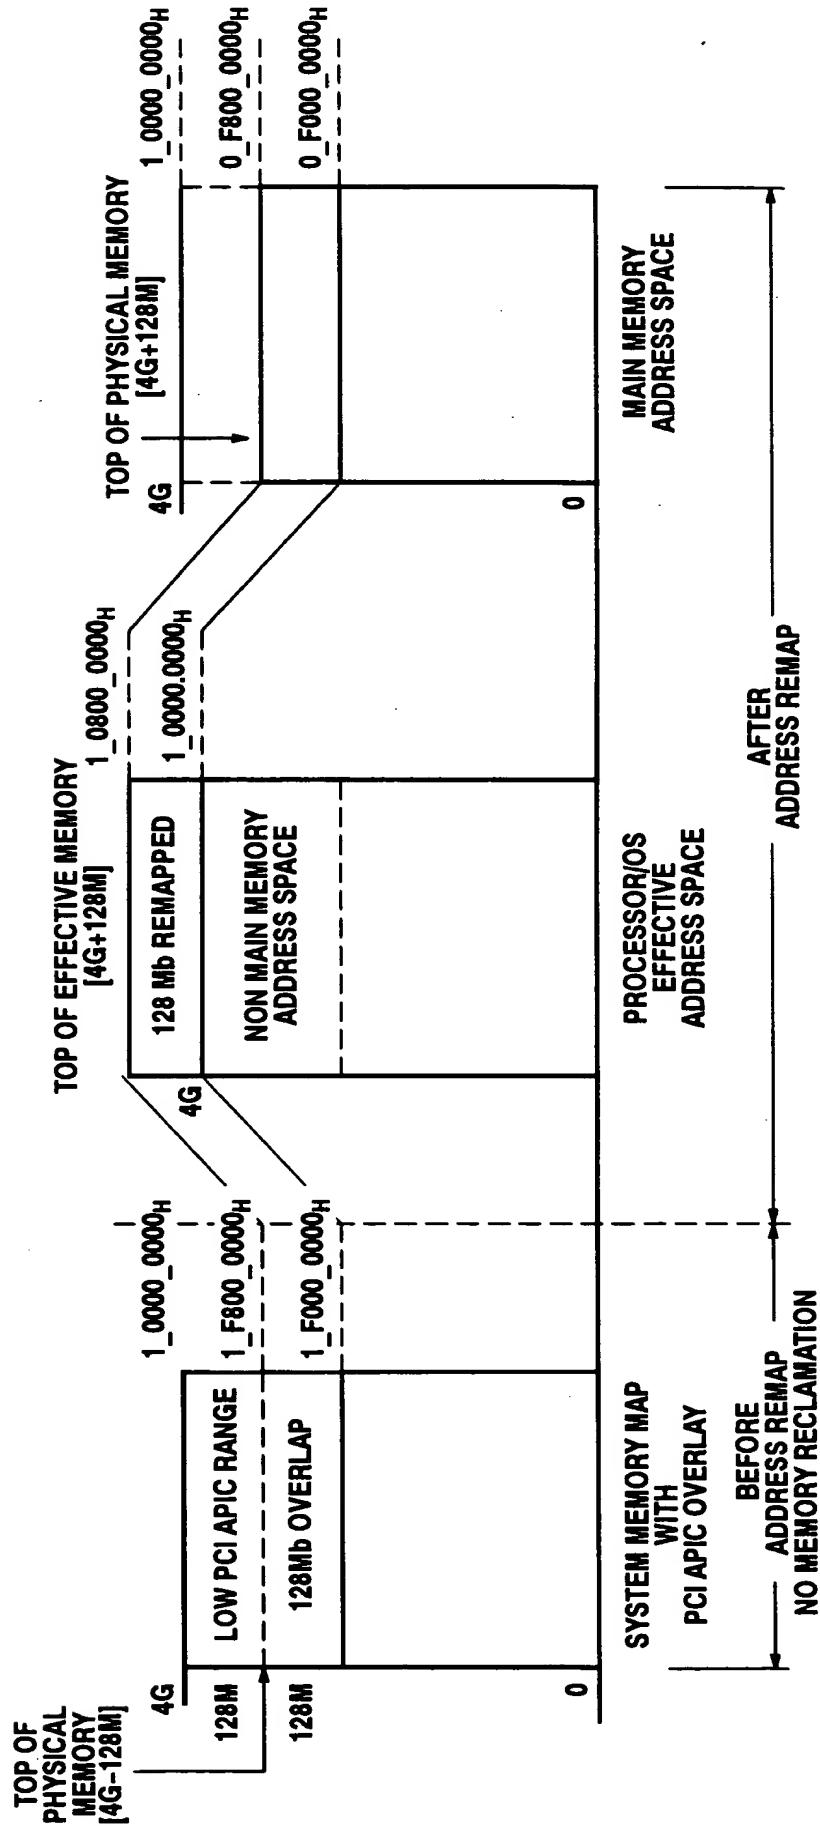 TOP OF
PHYSICAL
MEMORY
[4G-128M]
4G
128M
128M
0
LOW PCI APIC RANGE
128Mb OVERLAP
1_0000_0000H
1_F800_0000H
1_F000_0000H
SYSTEM MEMORY MAP
WITH
PCI APIC OVERLAY
BEFORE
ADDRESS REMAP
NO MEMORY RECLAMATION
TOP OF EFFECTIVE MEMORY
[4G+128M]
4G
128 Mb REMAPPED
NON MAIN MEMORY
ADDRESS SPACE
1_0800_0000H
1_0000.0000H
PROCESSOR/OS
EFFECTIVE
ADDRESS SPACE
AFTER
ADDRESS REMAP
TOP OF PHYSICAL MEMORY
[4G+128M]
4G
0
1_0000_0000H
0_F800_0000H
0_F000_0000H
MAIN MEMORY
ADDRESS SPACE